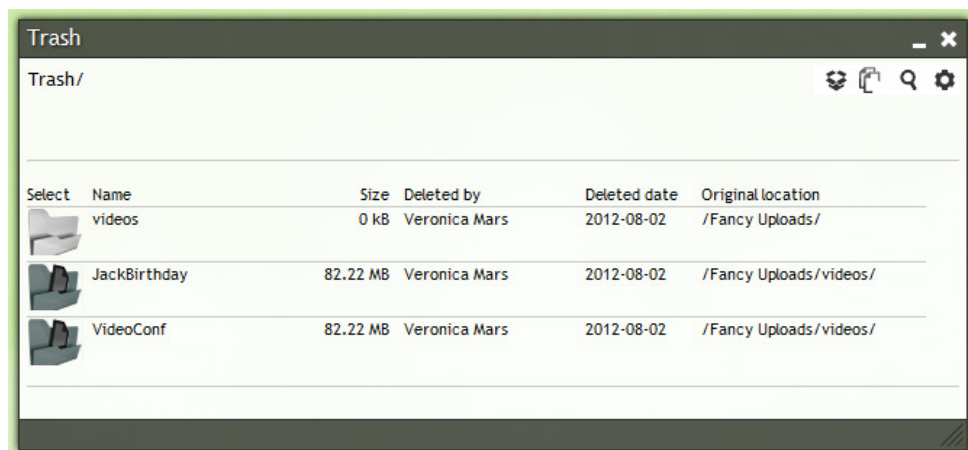 Trash
Trash/
Select Name Size Deleted by Deleted date Original location
videos 0 kB Veronica Mars 2012-08-02 /Fancy Uploads/
JackBirthday 82.22 MB Veronica Mars 2012-08-02 /Fancy Uploads/videos/
VideoConf 82.22 MB Veronica Mars 2012-08-02 /Fancy Uploads/videos/